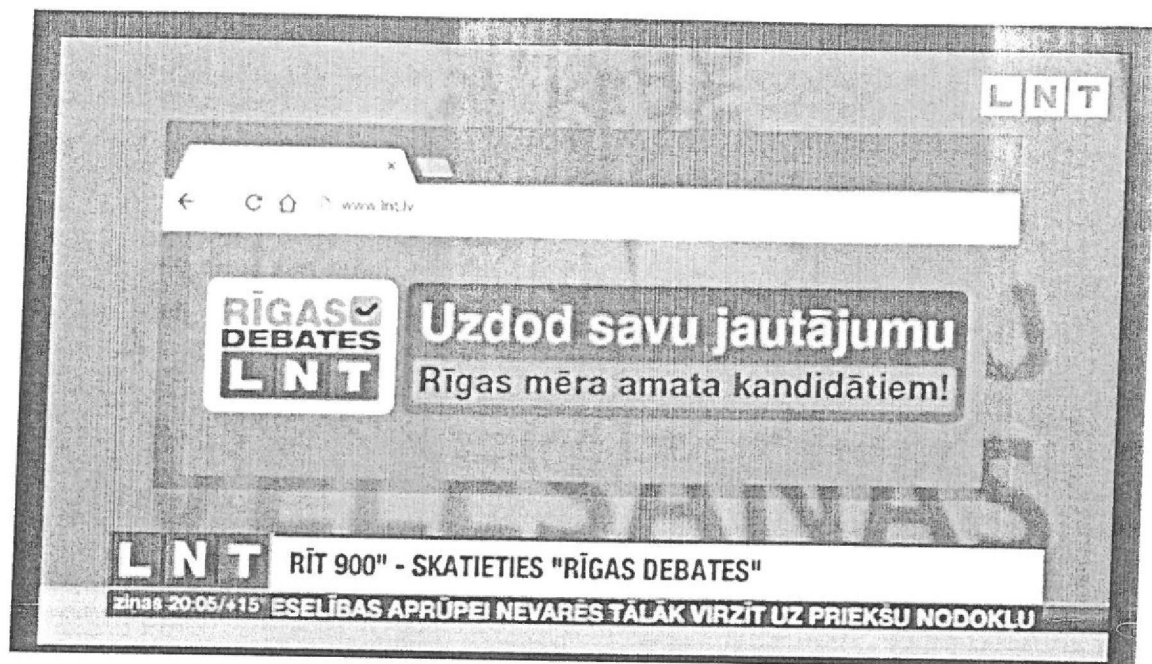 LNT
www.lnt.lv
RĪGAS
DEBATES
LNT
Uzdod savu jautājumu
Rīgas mēra amata kandidātiem!
LNT
RĪT 900" - SKATIETIES "RĪGAS DEBATES"
ziņas 20:05/+15
ESELĪBAS APRŪPEI NEVARĒS TĀLĀK VIRZĪT UZ PRIEKŠU NODOKĻU